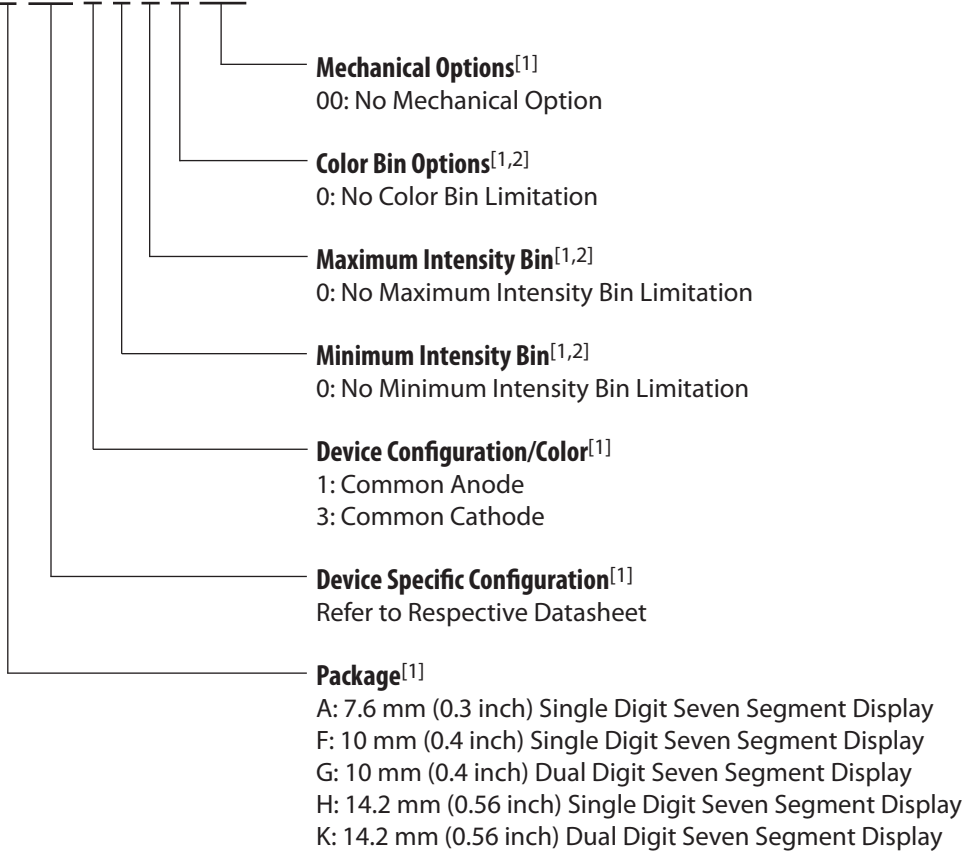 Mechanical Options[1]
00: No Mechanical Option
Color Bin Options[1,2]
0: No Color Bin Limitation
Maximum Intensity Bin[1,2]
0: No Maximum Intensity Bin Limitation
Minimum Intensity Bin[1,2]
0: No Minimum Intensity Bin Limitation
Device Configuration/Color[1]
1: Common Anode
3: Common Cathode
Device Specific Configuration[1]
Refer to Respective Datasheet
Package[1]
A: 7.6 mm (0.3 inch) Single Digit Seven Segment Display
F: 10 mm (0.4 inch) Single Digit Seven Segment Display
G: 10 mm (0.4 inch) Dual Digit Seven Segment Display
H: 14.2 mm (0.56 inch) Single Digit Seven Segment Display
K: 14.2 mm (0.56 inch) Dual Digit Seven Segment Display